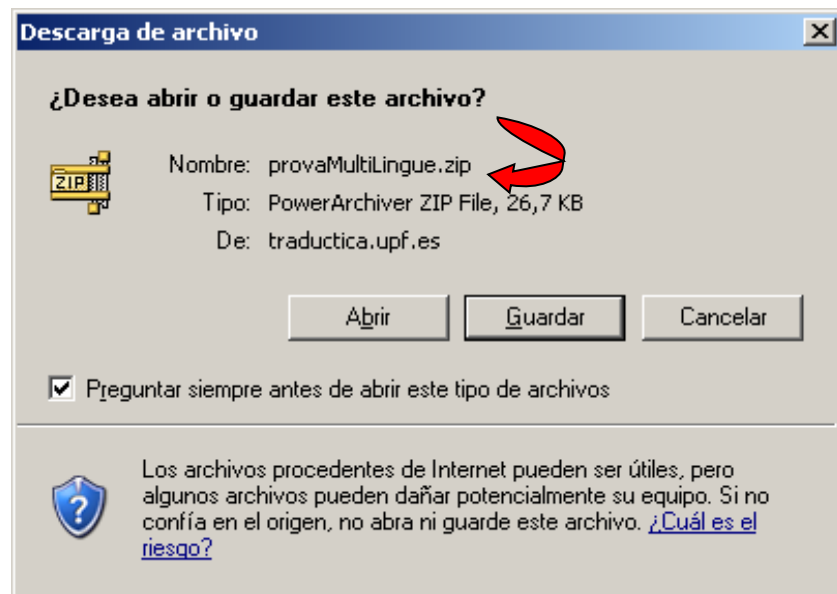 Descarga de archivo
¿Desea abrir o guardar este archivo?
ZIP
Nombre: provaMultiLingue.zip
Tipo: PowerArchiver ZIP File, 26,7 KB
De: traductica.upf.es
Abrir Guardar Cancelar
Preguntar siempre antes de abrir este tipo de archivos
Los archivos procedentes de Internet pueden ser útiles, pero
algunos archivos pueden dañar potencialmente su equipo. Si no
confía en el origen, no abra ni guarde este archivo. ¿Cuál es el
riesgo?